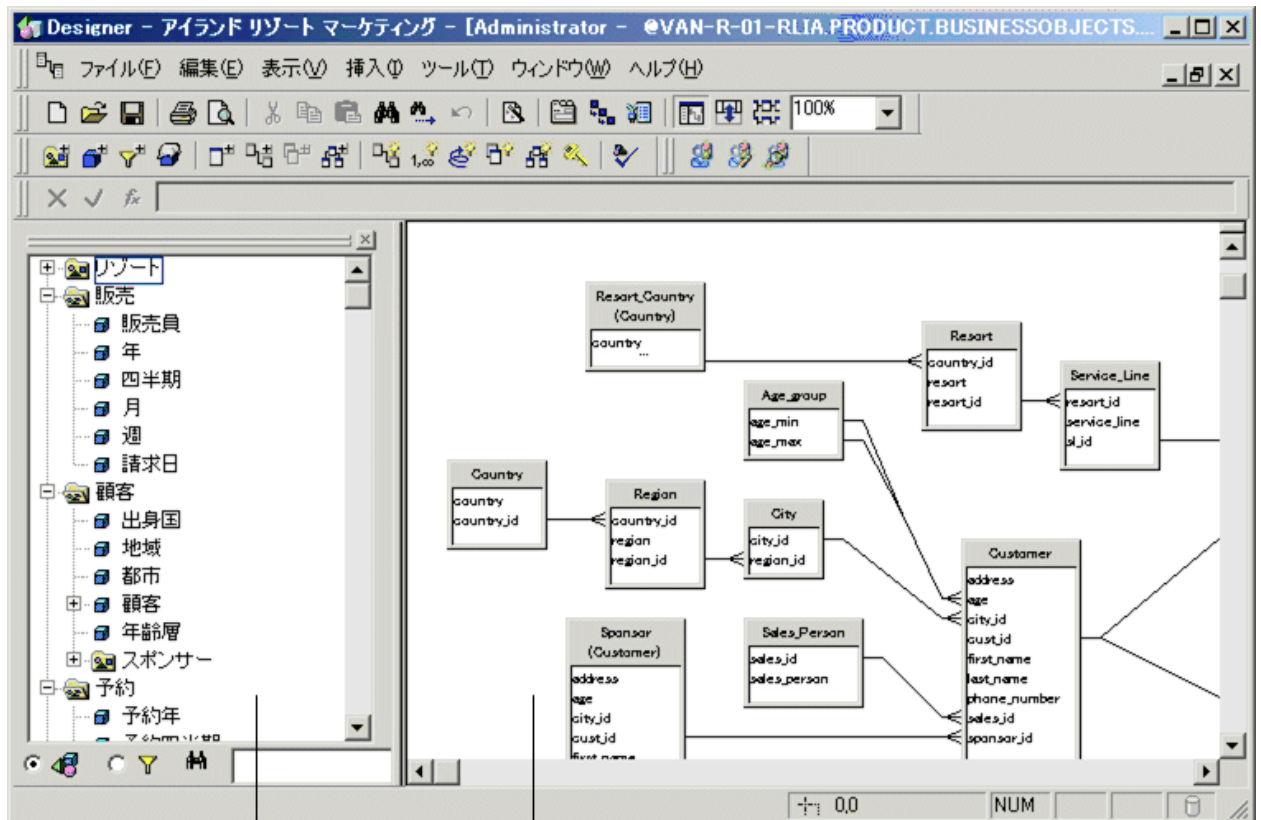 Designer - アイランド リゾート マーケティング - [Administrator - @VAN-R-01-RLIA.PRODUCT.BUSINESSOBJECTS....
ファイル(F) 編集(E) 表示(V) 挿入(I) ツール(T) ウィンドウ(W) ヘルプ(H)
100%
リゾート
販売
販売員
年
四半期
月
週
請求日
顧客
出身国
地域
都市
顧客
年齢層
スポンサー
予約
予約年
Resort_Country
(Country)
country
...
Resort
country_id
resort
resort_id
Service_Line
resort_id
service_line
sl_id
Age_group
age_min
age_max
Country
country
country_id
Region
country_id
region
region_id
City
city_id
region_id
Customer
address
age
city_id
cust_id
first_name
last_name
phone_number
sales_id
sponsor_id
Sponsor
(Customer)
address
age
city_id
cust_id
first_name
Sales_Person
sales_id
sales_person
0,0
NUM